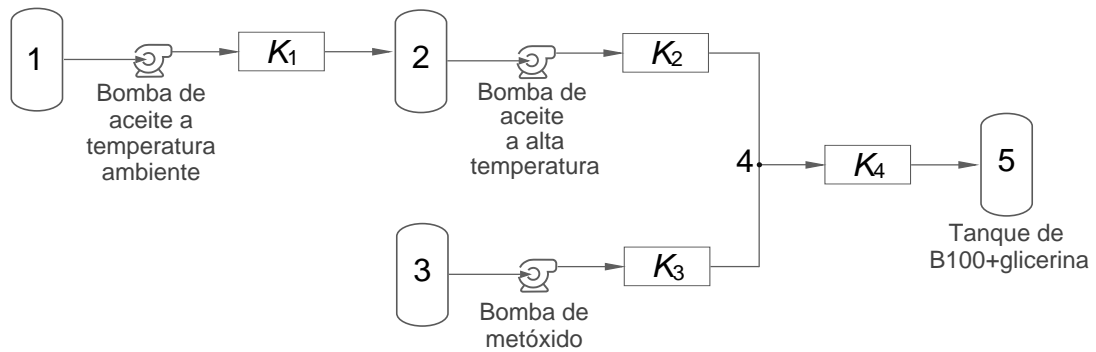 1
K1
2
K2
Bomba de
aceite a
temperatura
ambiente
Bomba de
aceite
a alta
temperatura
4
K4
5
3
K3
Tanque de
B100+glicerina
Bomba de
metóxido